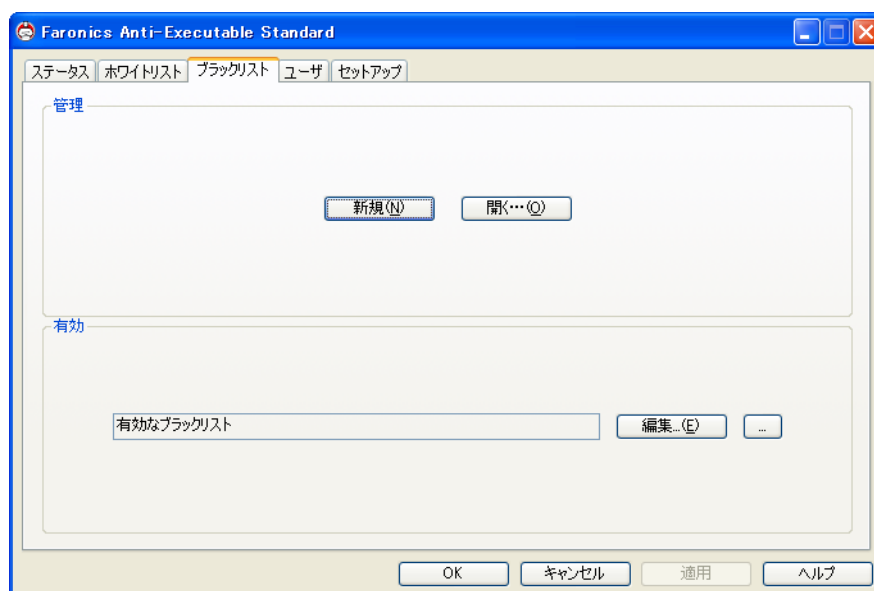 Faronics Anti-Executable Standard
ステータス ホワイトリスト ブラックリスト ユーザ セットアップ
管理
新規(N) 開く…(O)
有効
有効なブラックリスト 編集...(E) ...
OK キャンセル 適用 ヘルプ